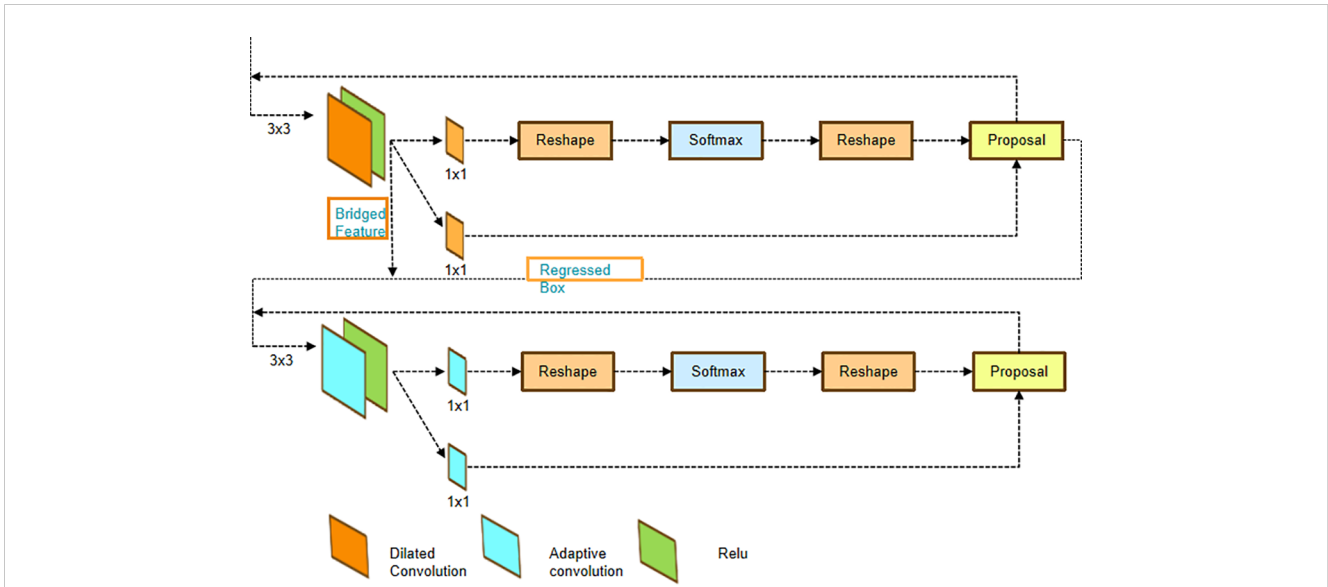 3x3
1x1
Reshape
Softmax
Reshape
Proposal
Bridged
Feature
1x1
Regressed
Box
3x3
1x1
Reshape
Softmax
Reshape
Proposal
1x1
Dilated
Convolution
Adaptive
convolution
Relu